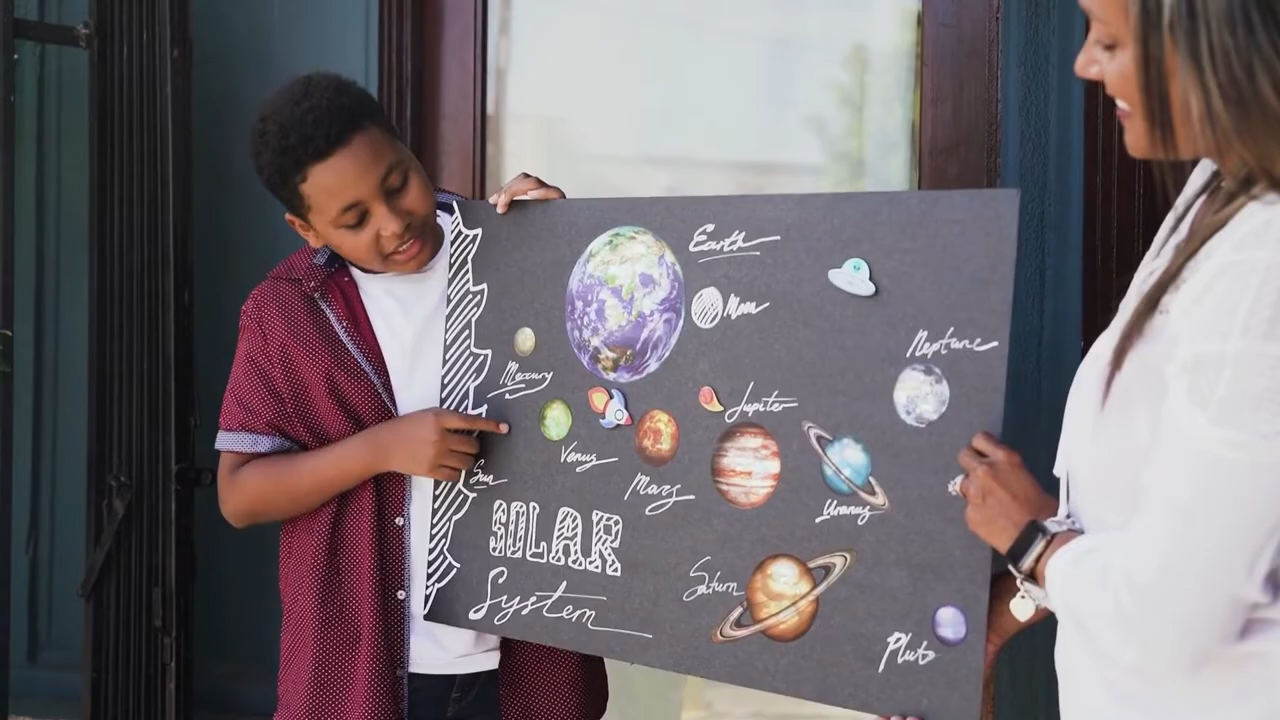 Earth
Moon
Neptune
Mercury
Jupiter
Venus
Sun
Mars
Uranus
SOLAR
System
Saturn
Pluto